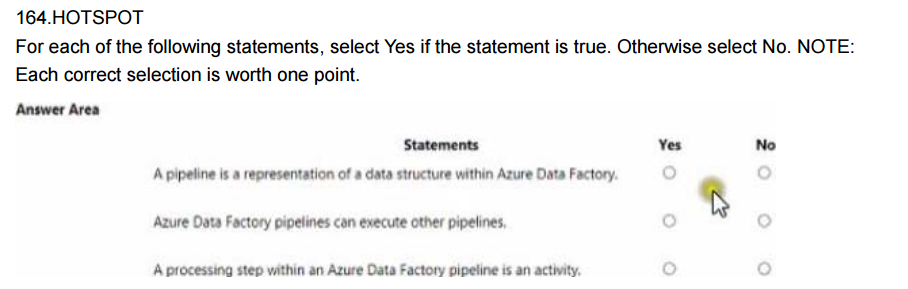 164.HOTSPOT
For each of the following statements, select Yes if the statement is true. Otherwise select No. NOTE:
Each correct selection is worth one point.
Answer Area
Statements Yes No
A pipeline is a representation of a data structure within Azure Data Factory.
Azure Data Factory pipelines can execute other pipelines.
A processing step within an Azure Data Factory pipeline is an activity.